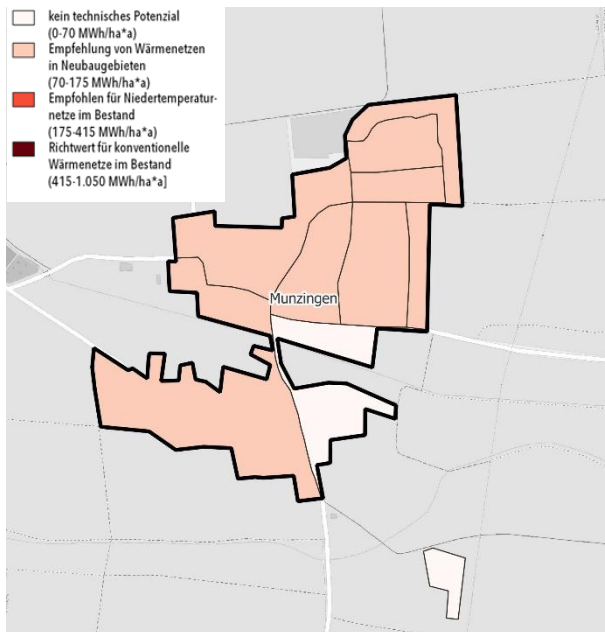 kein technisches Potenzial
(0-70 MWh/ha*a)
Empfehlung von Wärmenetzen
in Neubaugebieten
(70-175 MWh/ha*a)
Empfohlen für Niedertemperatur-
netze im Bestand
(175-415 MWh/ha*a)
Richtwert für konventionelle
Wärmenetze im Bestand
(415-1.050 MWh/ha*a]
Munzingen